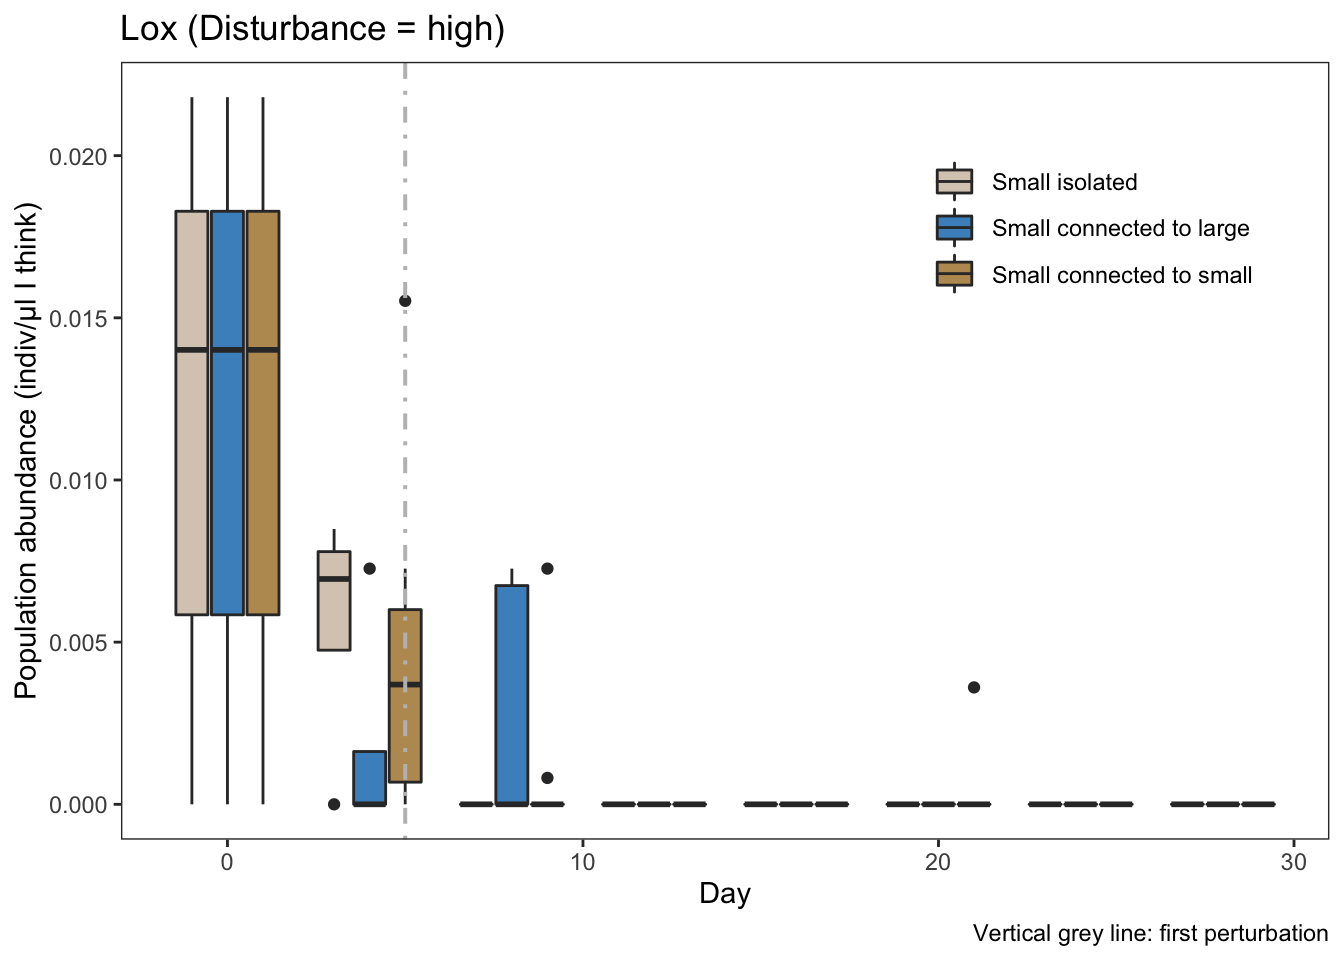 Lox (Disturbance = high)
Population abundance (indiv/µl I think)
0.020
0.015
0.010
0.005
0.000
Small isolated
Small connected to large
Small connected to small
0
10
20
30
Day
Vertical grey line: first perturbation